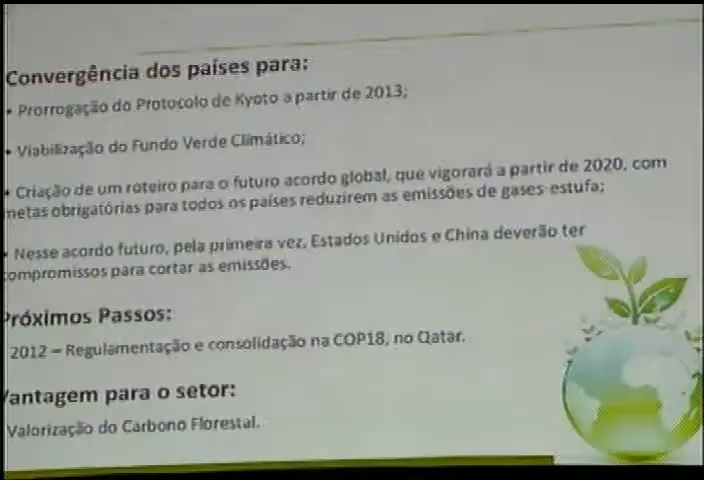 Convergência dos países para:
• Prorrogação do Protocolo de Kyoto a partir de 2013;
• Viabilização do Fundo Verde Climático;
• Criação de um roteiro para o futuro acordo global, que vigorará a partir de 2020, com
metas obrigatórias para todos os países reduzirem as emissões de gases-estufa;
• Nesse acordo futuro, pela primeira vez, Estados Unidos e China deverão ter
compromissos para cortar as emissões.
Próximos Passos:
2012 – Regulamentação e consolidação na COP18, no Qatar.
Vantagem para o setor:
Valorização do Carbono Florestal.